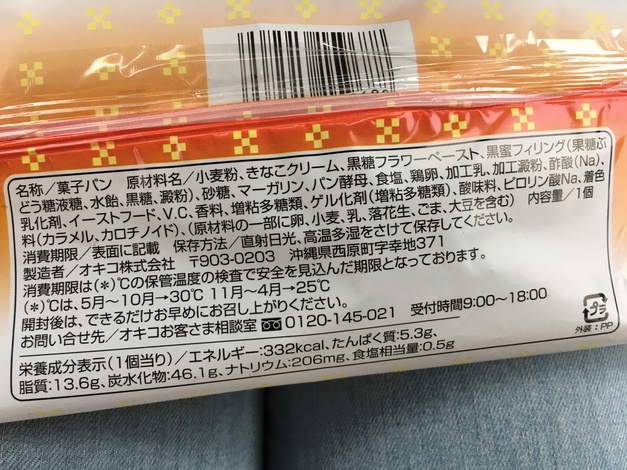 名称／菓子パン 原材料名／小麦粉、きなこクリーム、黒糖フラワーペースト、黒蜜フィリング(果糖ぶ
どう糖液糖、水飴、黒糖、澱粉)、砂糖、マーガリン、パン酵母、食塩、鶏卵、加工乳、加工澱粉、酢酸(Na)、
乳化剤、イーストフード、V.C、香料、増粘多糖類、ゲル化剤(増粘多糖類)、酸味料、ピロリン酸Na、着色
料(カラメル、カロチノイド)、(原材料の一部に卵、小麦、乳、落花生、ごま、大豆を含む) 内容量／1個
消費期限／表面に記載 保存方法／直射日光、高温多湿をさけて保存してください。
製造者／オキコ株式会社 〒903-0203 沖縄県西原町字幸地371
消費期限は(*)℃の保管温度の検査で安全を見込んだ期限となっております。
(*)℃は、5月～10月→30℃ 11月～4月→25℃
開封後は、できるだけお早めにお召し上がりください。
お問い合せ先／オキコお客さま相談室 0120-145-021 受付時間9:00～18:00
栄養成分表示(1個当り)／エネルギー:332kcal、たんぱく質:5.3g、
脂質:13.6g、炭水化物:46.1g、ナトリウム:206mg、食塩相当量:0.5g
プラ
外装:PP